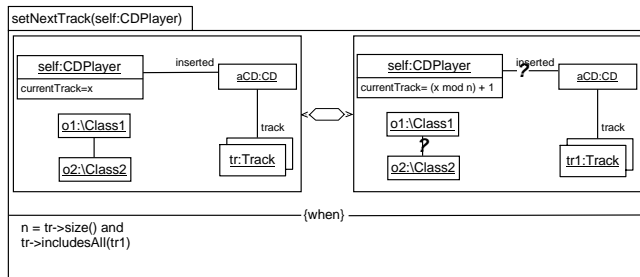 setNextTrack(self:CDPlayer)
self:CDPlayer
currentTrack=x
inserted
aCD:CD
track
tr:Track
o1:\Class1
o2:\Class2
self:CDPlayer
currentTrack= (x mod n) + 1
inserted
?
aCD:CD
track
tr1:Track
o1:\Class1
?
o2:\Class2
{when}
n = tr->size() and
tr->includesAll(tr1)